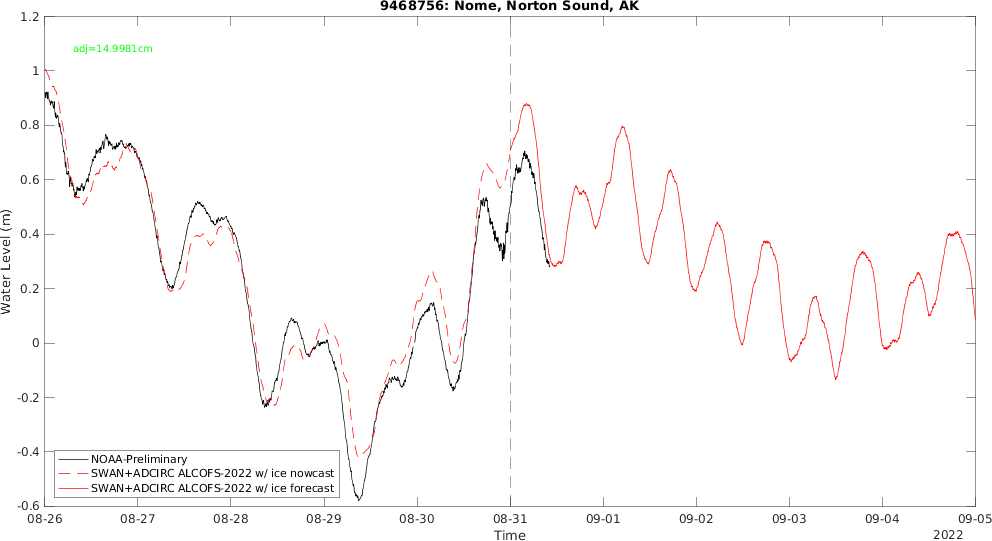 9468756: Nome, Norton Sound, AK
adj=14.9981cm
Water Level (m)
1.2
1
0.8
0.6
0.4
0.2
0
-0.2
-0.4
-0.6
NOAA-Preliminary
SWAN+ADCIRC ALCOFS-2022 w/ ice nowcast
SWAN+ADCIRC ALCOFS-2022 w/ ice forecast
08-26 08-27 08-28 08-29 08-30 08-31 09-01 09-02 09-03 09-04 09-05
Time
2022